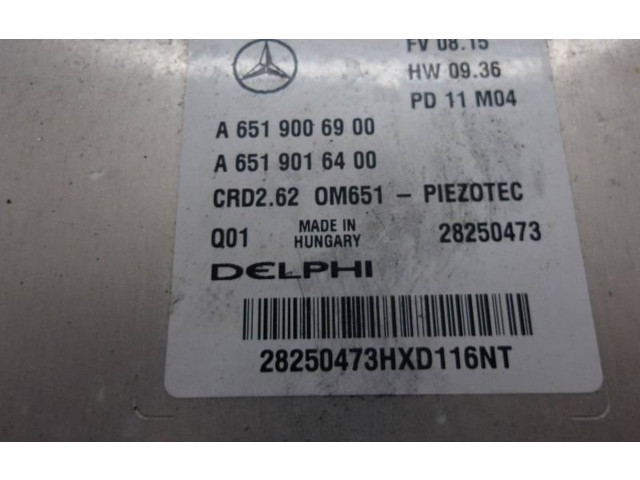 FV 08.15
HW 09.36
PD 11 M04
A 651 900 69 00
A 651 901 64 00
CRD2.62 OM651 - PIEZOTEC
Q01 MADE IN HUNGARY 28250473
DELPHI
28250473HXD116NT